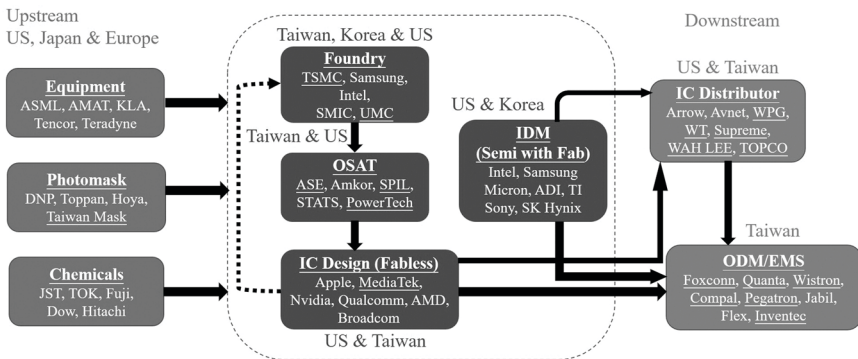 Upstream
US, Japan & Europe
Equipment
ASML, AMAT, KLA,
Tencor, Teradyne
Photomask
DNP, Toppan, Hoya,
Taiwan Mask
Chemicals
JST, TOK, Fuji,
Dow, Hitachi
Taiwan, Korea & US
Foundry
TSMC, Samsung,
Intel,
SMIC, UMC
Taiwan & US
OSAT
ASE, Amkor, SPIL,
STATS, PowerTech
IC Design (Fabless)
Apple, MediaTek,
Nvidia, Qualcomm, AMD,
Broadcom
US & Taiwan
US & Korea
IDM
(Semi with Fab)
Intel, Samsung
Micron, ADI, TI
Sony, SK Hynix
Downstream
US & Taiwan
IC Distributor
Arrow, Avnet, WPG,
WT, Supreme,
WAH LEE, TOPCO
Taiwan
ODM/EMS
Foxconn, Quanta, Wistron,
Compal, Pegatron, Jabil,
Flex, Inventec